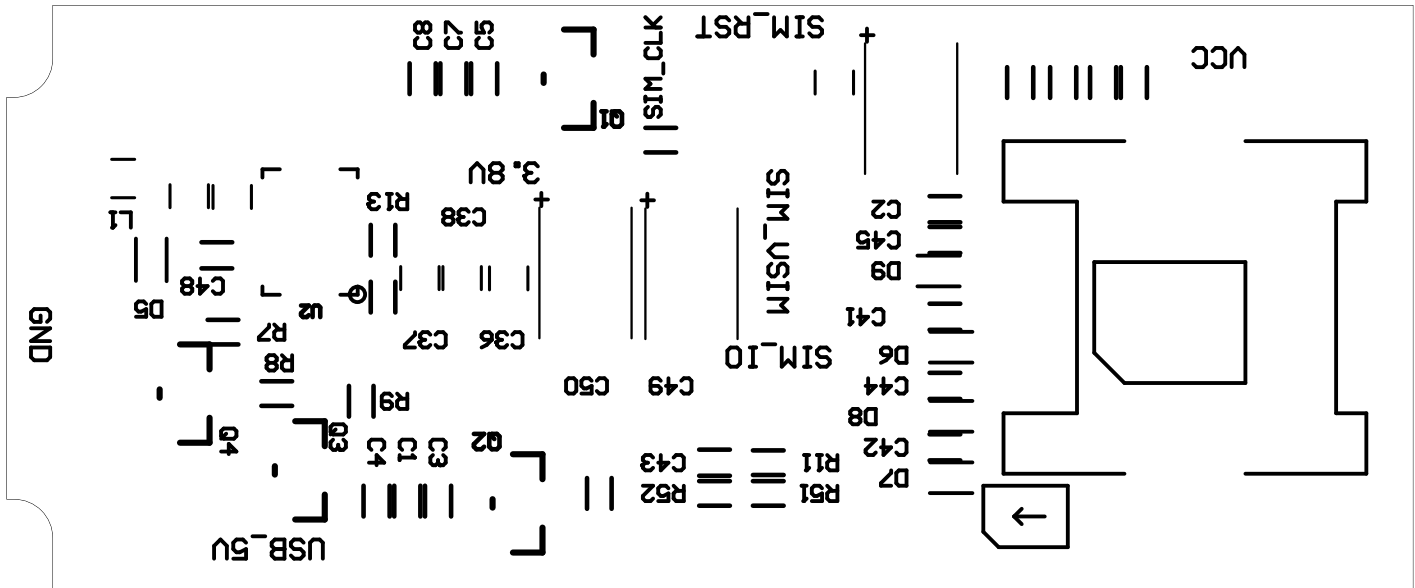 C8
C7
C5
SIM_CLK
SIM_RST
VCC
Q1
3.8V
R13
C38
L1
SIM_VSIM
C2
C45
D9
C48
D5
U2
GND
R7
R8
C37
C36
C41
SIM_IO
D6
C50
C49
C44
R9
D8
Q4
Q3
C4
C1
C3
Q2
C43
R11
C42
R52
R51
D7
USB_5V